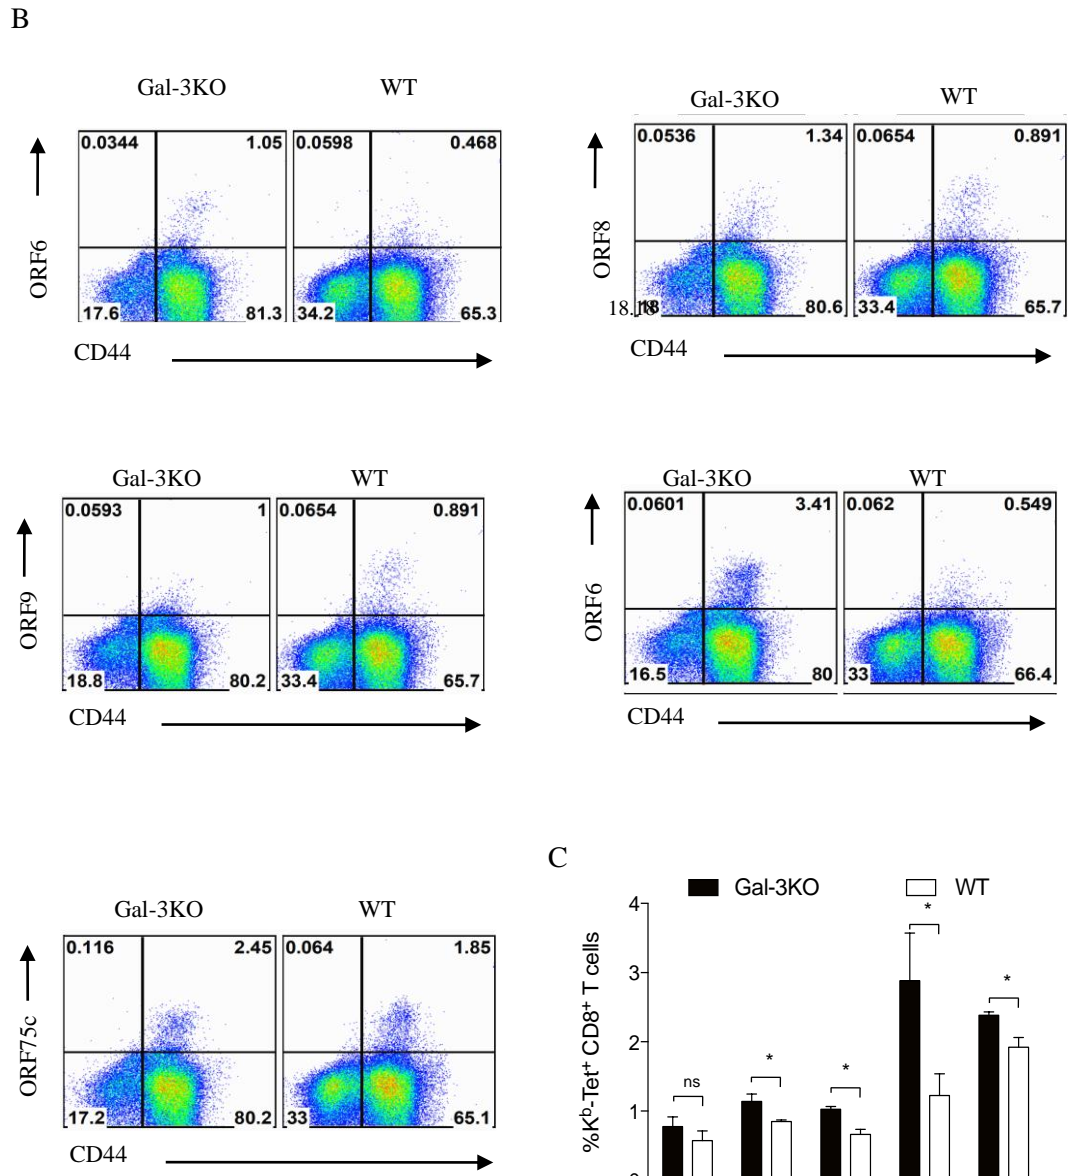 B
Gal-3KO WT
0.0344 1.05 0.0598 0.468
ORF6
17.6 81.3 34.2 65.3
CD44
Gal-3KO WT
0.0536 1.34 0.0654 0.891
ORF8
18.18 80.6 33.4 65.7
CD44
Gal-3KO WT
0.0593 1 0.0654 0.891
ORF9
18.8 80.2 33.4 65.7
CD44
Gal-3KO WT
0.0601 3.41 0.062 0.549
ORF6
16.5 80 33 66.4
CD44
Gal-3KO WT
0.116 2.45 0.064 1.85
ORF75c
17.2 80.2 33 65.1
CD44
C
Gal-3KO WT
%Kᵇ-Tet⁺ CD8⁺ T cells
4
3
2
1
ns * * * *